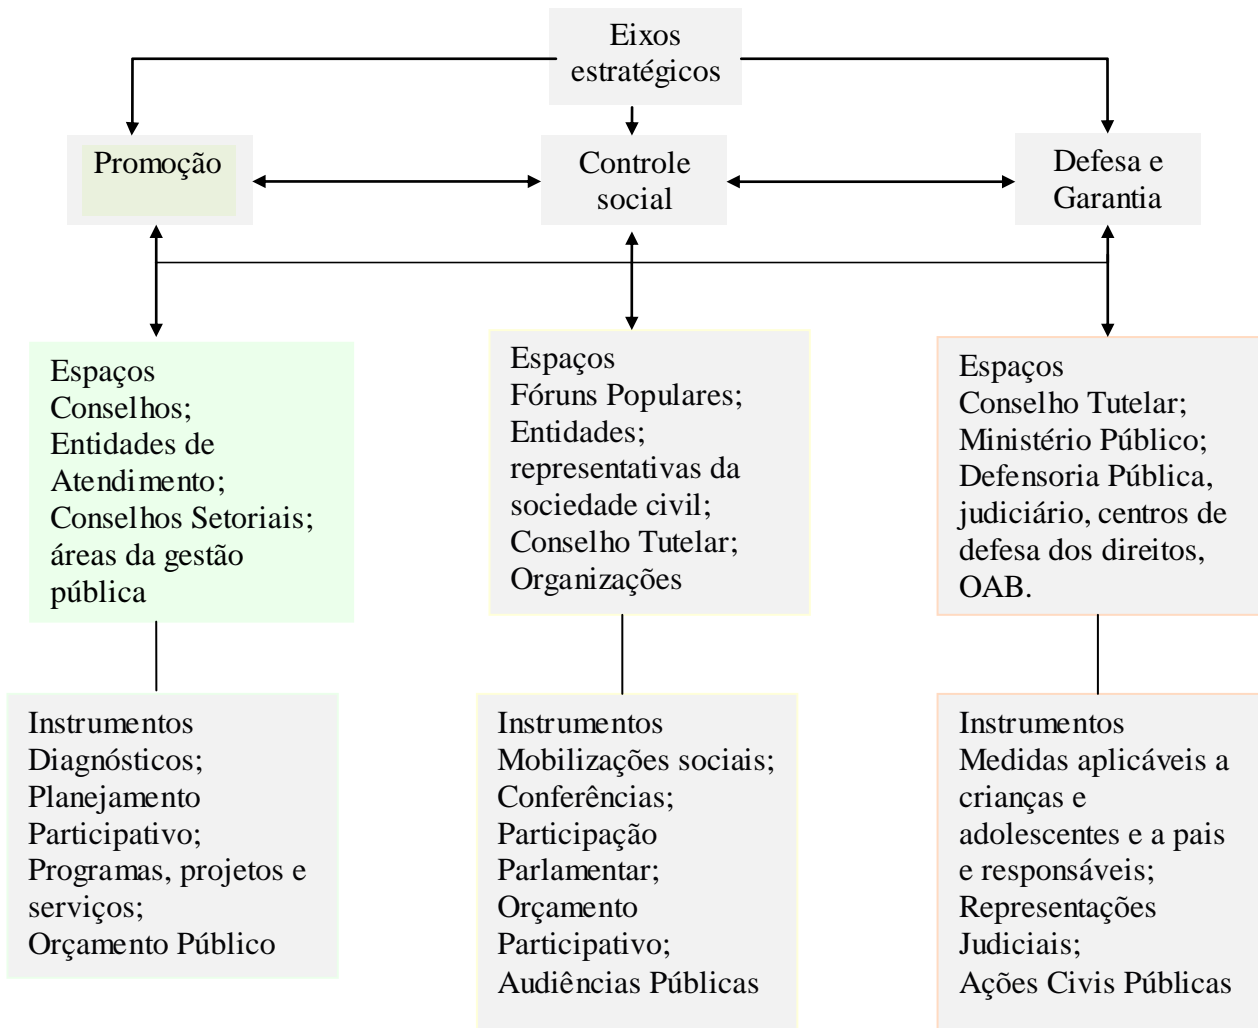 Eixos
estratégicos
Promoção
Controle
social
Defesa e
Garantia
Espaços
Conselhos;
Entidades de
Atendimento;
Conselhos Setoriais;
áreas da gestão
pública
Espaços
Fóruns Populares;
Entidades;
representativas da
sociedade civil;
Conselho Tutelar;
Organizações
Espaços
Conselho Tutelar;
Ministério Público;
Defensoria Pública,
judiciário, centros de
defesa dos direitos,
OAB.
Instrumentos
Diagnósticos;
Planejamento
Participativo;
Programas, projetos e
serviços;
Orçamento Público
Instrumentos
Mobilizações sociais;
Conferências;
Participação
Parlamentar;
Orçamento
Participativo;
Audiências Públicas
Instrumentos
Medidas aplicáveis a
crianças e
adolescentes e a pais
e responsáveis;
Representações
Judiciais;
Ações Civis Públicas